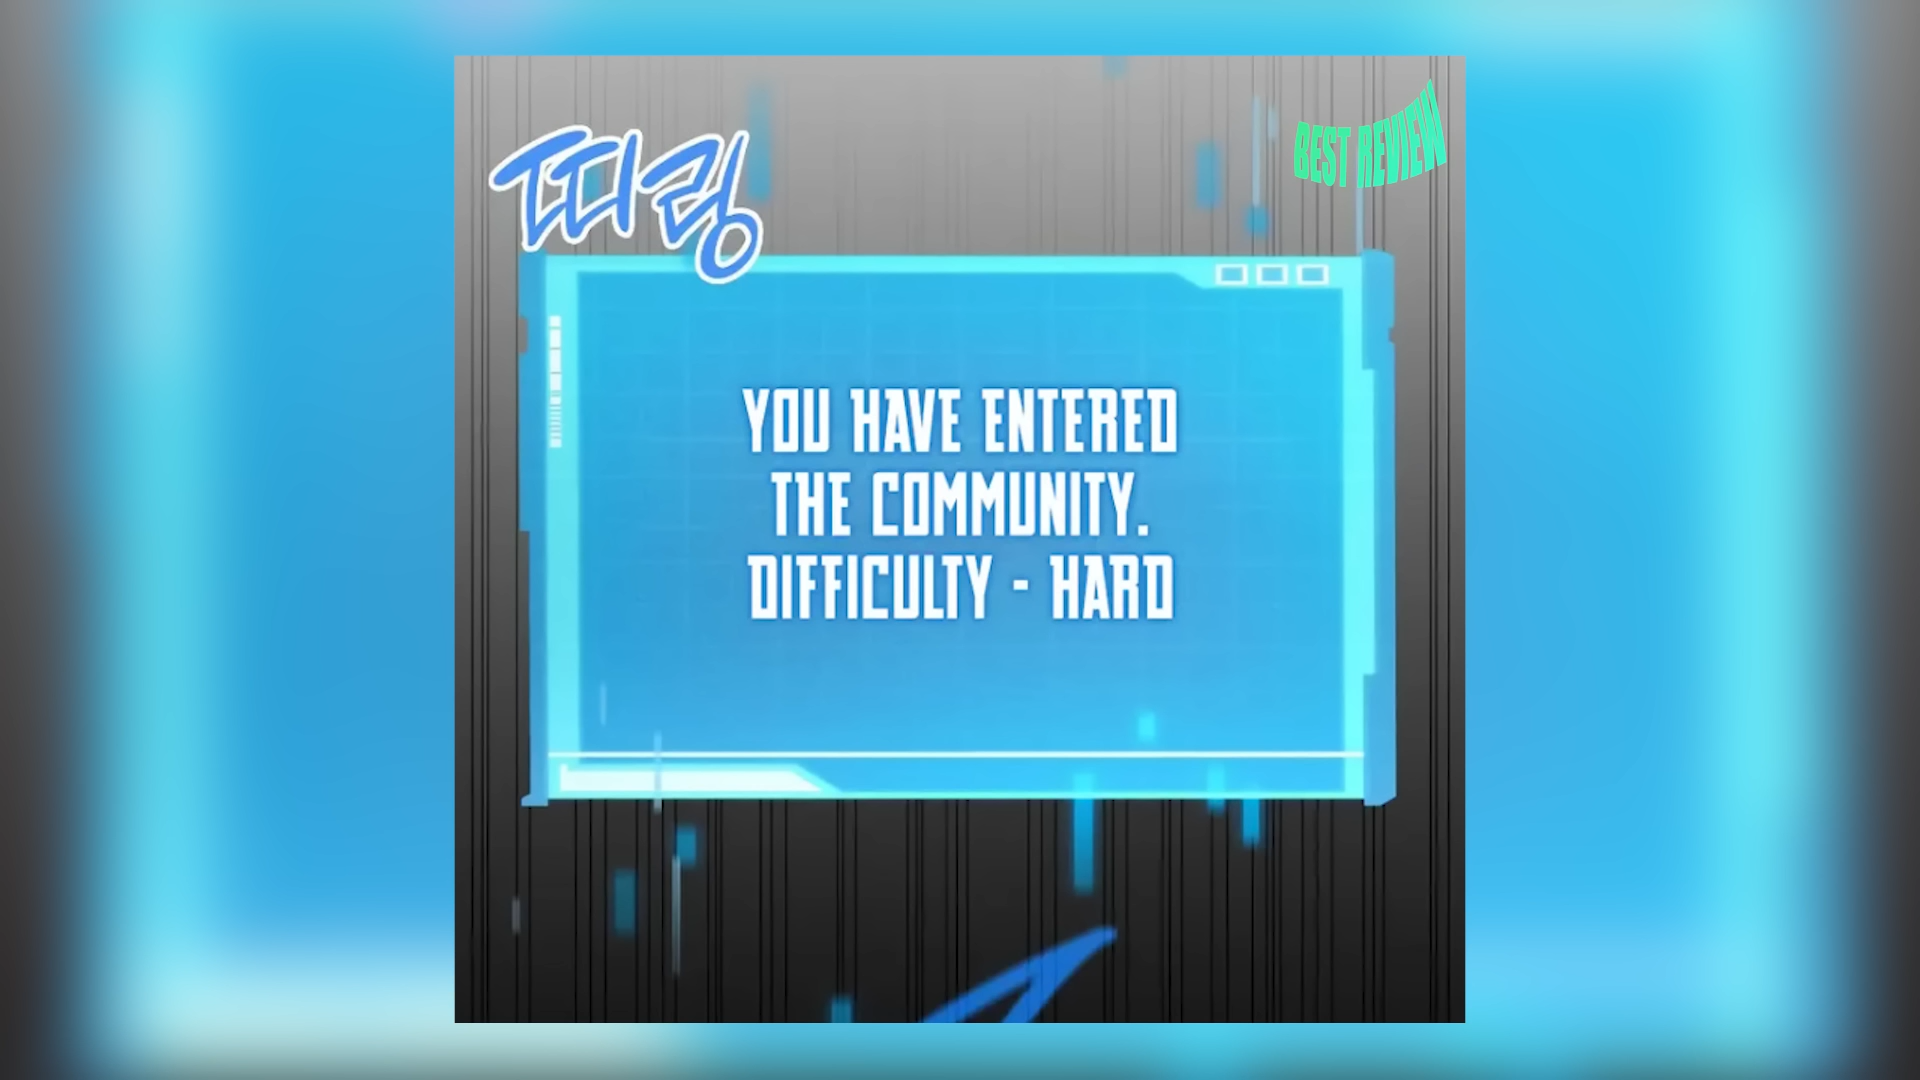 띠링
BEST REVIEW
YOU HAVE ENTERED
THE COMMUNITY.
DIFFICULTY - HARD